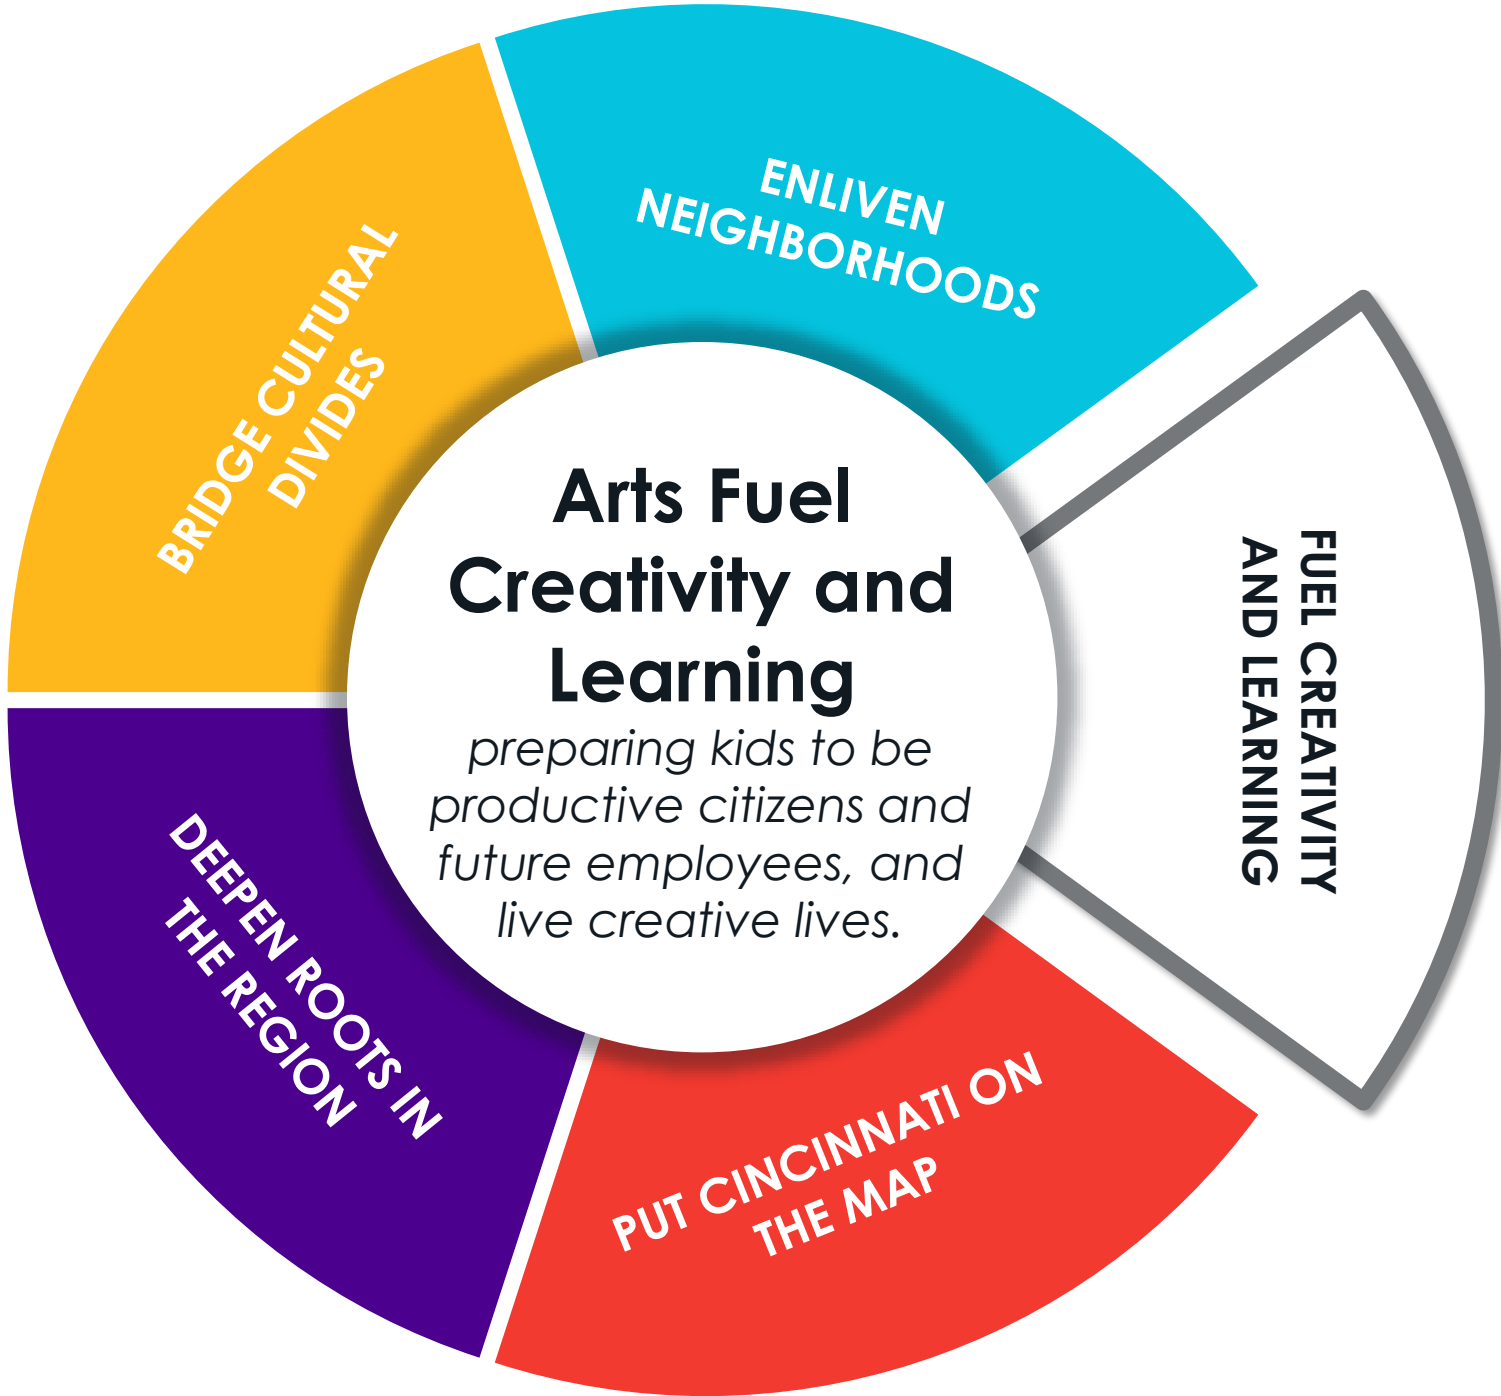 ENLIVEN
NEIGHBORHOODS
BRIDGE CULTURAL
DIVIDES
Arts Fuel
Creativity and
Learning
preparing kids to be
productive citizens and
future employees, and
live creative lives.
FUEL CREATIVITY
AND LEARNING
DEEPEN ROOTS IN
THE REGION
PUT CINCINNATI ON
THE MAP